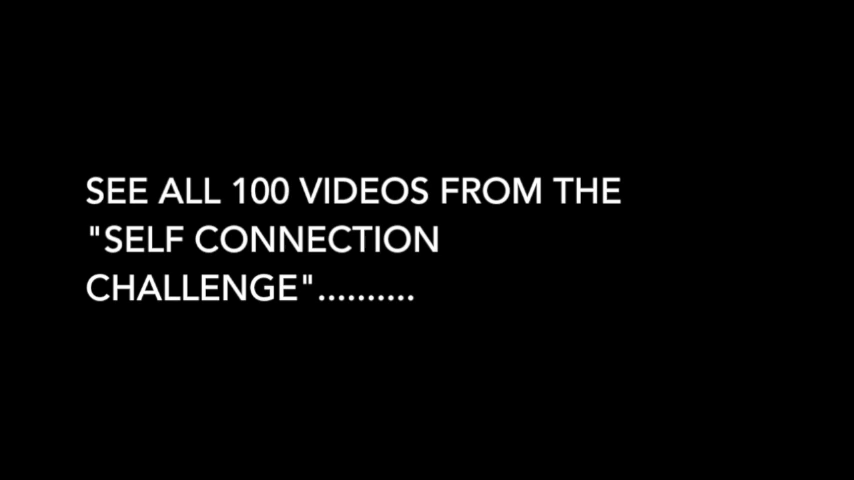 SEE ALL 100 VIDEOS FROM THE
"SELF CONNECTION
CHALLENGE"..........